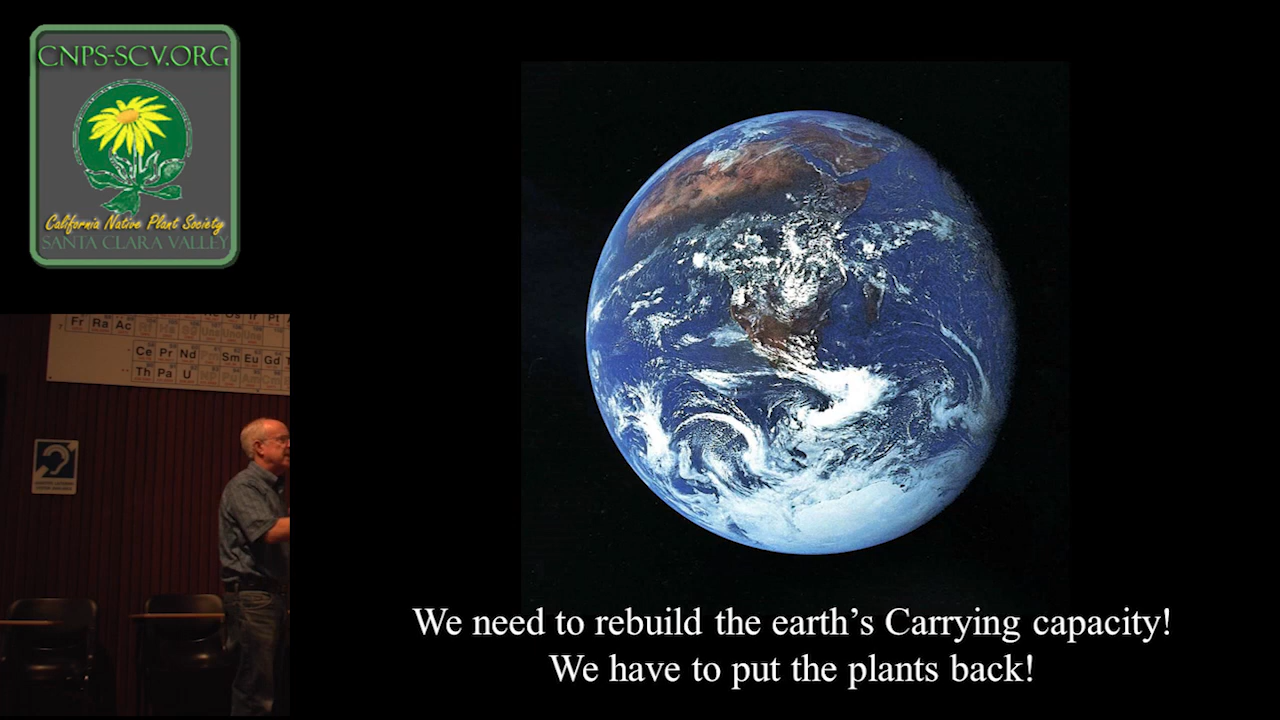 CNPS-SCV.ORG
California Native Plant Society
SANTA CLARA VALLEY
Fr Ra Ac
Ce Pr Nd Pm Sm Eu Gd
Th Pa U
We need to rebuild the earth’s Carrying capacity!
We have to put the plants back!